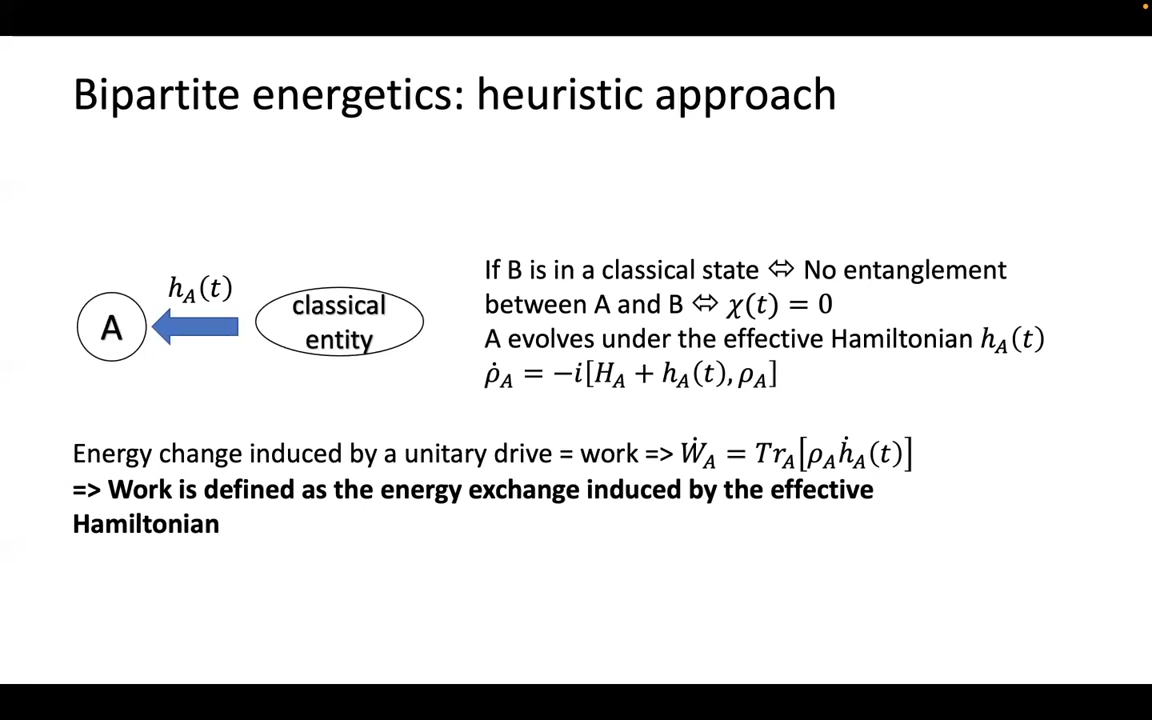 Bipartite energetics: heuristic approach
h_A(t)
A
classical
entity
If B is in a classical state ⇔ No entanglement
between A and B ⇔ χ(t) = 0
A evolves under the effective Hamiltonian h_A(t)
ρ̇_A = −i[H_A + h_A(t), ρ_A]
Energy change induced by a unitary drive = work => Ẇ_A = Tr_A[ρ_A ḣ_A(t)]
=> Work is defined as the energy exchange induced by the effective
Hamiltonian